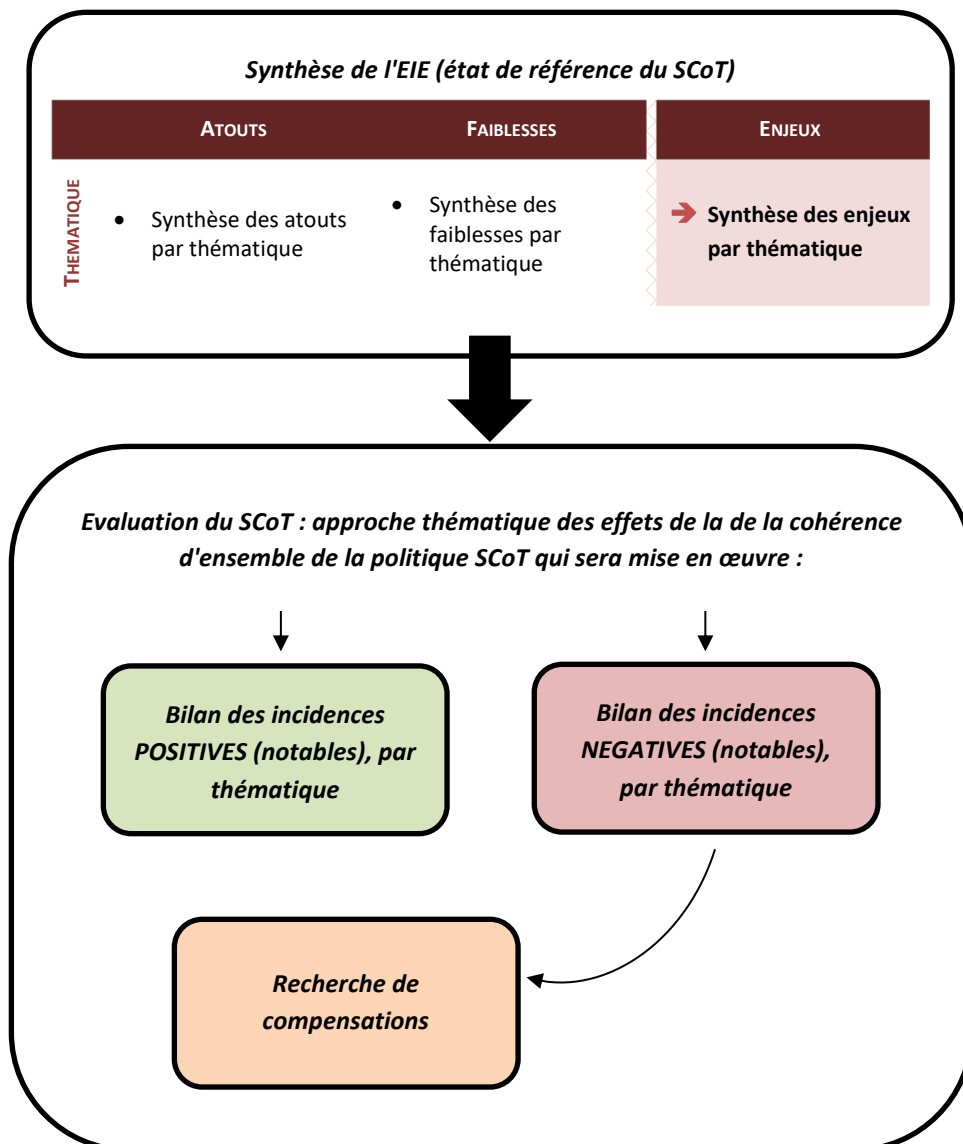 Synthèse de l'EIE (état de référence du SCoT)
ATOUTS
FAIBLESSES
ENJEUX
THEMATIQUE
• Synthèse des atouts
par thématique
• Synthèse des
faiblesses par
thématique
➔ Synthèse des enjeux
par thématique
Evaluation du SCoT : approche thématique des effets de la de la cohérence
d'ensemble de la politique SCoT qui sera mise en œuvre :
Bilan des incidences
POSITIVES (notables), par
thématique
Bilan des incidences
NEGATIVES (notables),
par thématique
Recherche de
compensations